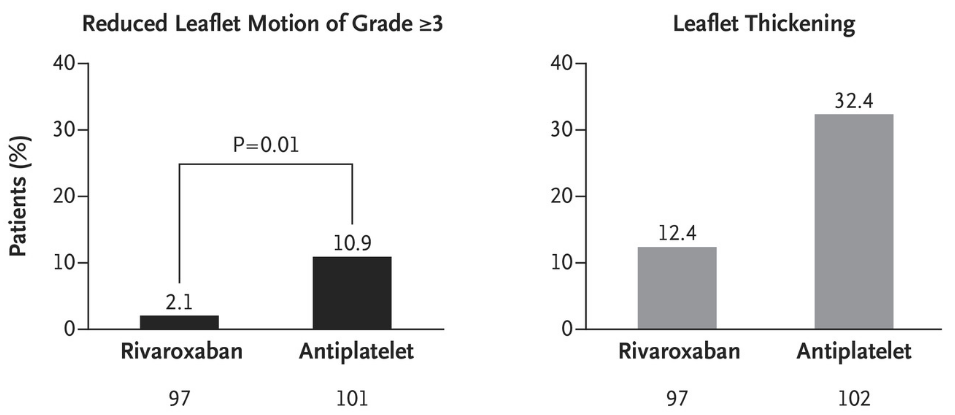 Reduced Leaflet Motion of Grade ≥3
Patients (%)
40
30
20
10
0
P=0.01
2.1
10.9
Rivaroxaban
Antiplatelet
97
101
Leaflet Thickening
40
30
20
10
0
12.4
32.4
Rivaroxaban
Antiplatelet
97
102